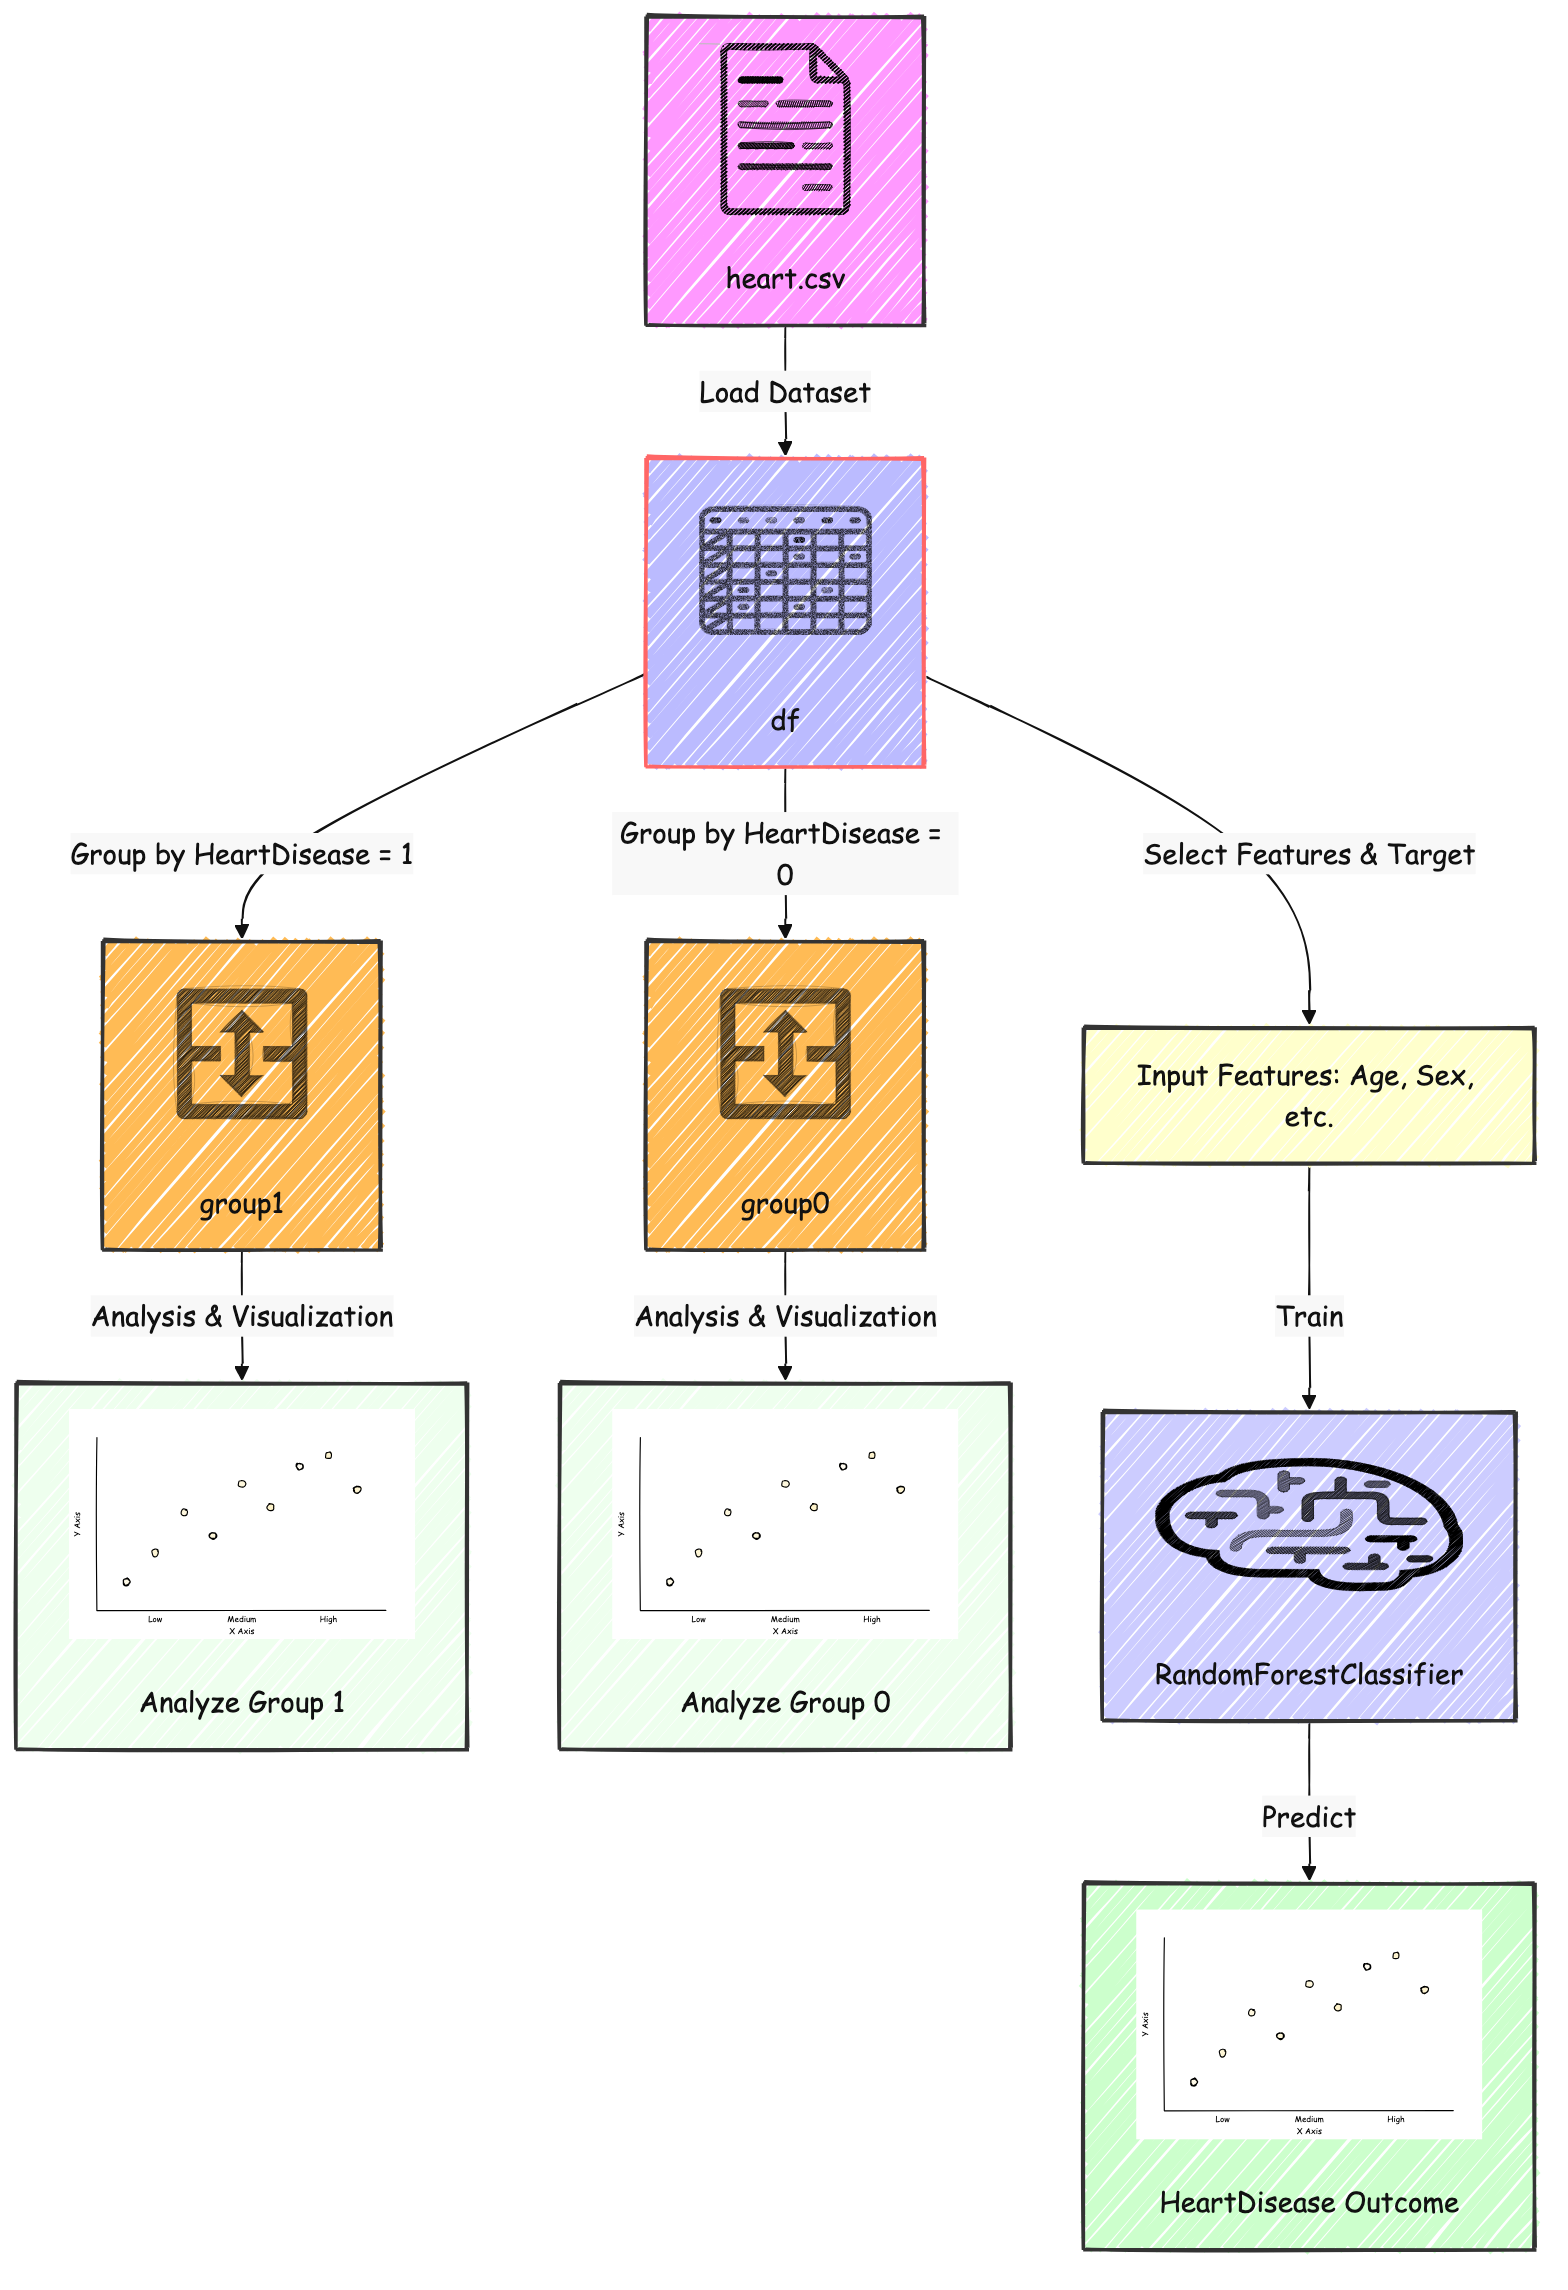 heart.csv
Load Dataset
df
Group by HeartDisease = 1
Group by HeartDisease =
0
Select Features & Target
group1
group0
Input Features: Age, Sex,
etc.
Analysis & Visualization
Analysis & Visualization
Train
Y Axis
Low Medium High
X Axis
Analyze Group 1
Y Axis
Low Medium High
X Axis
Analyze Group 0
RandomForestClassifier
Predict
Y Axis
Low Medium High
X Axis
HeartDisease Outcome